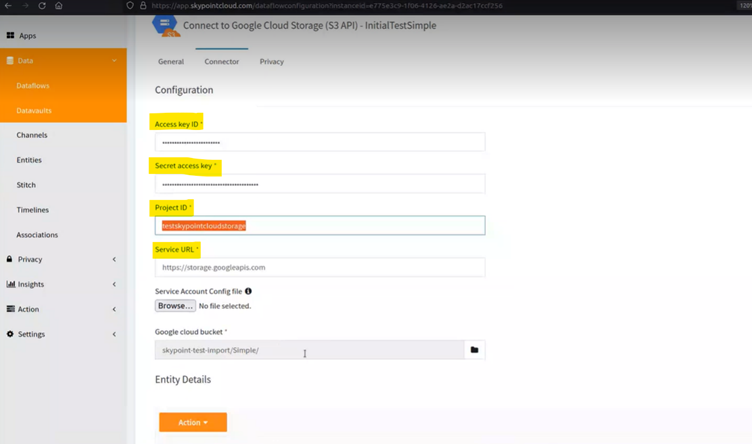 https://app.skypointcloud.com/dataflowconfiguration?instanceId=e775e3c9-1f06-4124-ae2a-d2ac17ccf256
120%
Connect to Google Cloud Storage (S3 API) - InitialTestSimple
Apps
Data
Dataflows
Datavaults
Channels
Entities
Stitch
Timelines
Associations
Privacy
Insights
Action
Settings
General
Connector
Privacy
Configuration
Access key ID *
Secret access key *
Project ID *
testskypointcloudstorage
Service URL *
https://storage.googleapis.com
Service Account Config file
Browse... No file selected.
Google cloud bucket *
skypoint-test-import/Simple/
Entity Details
Action